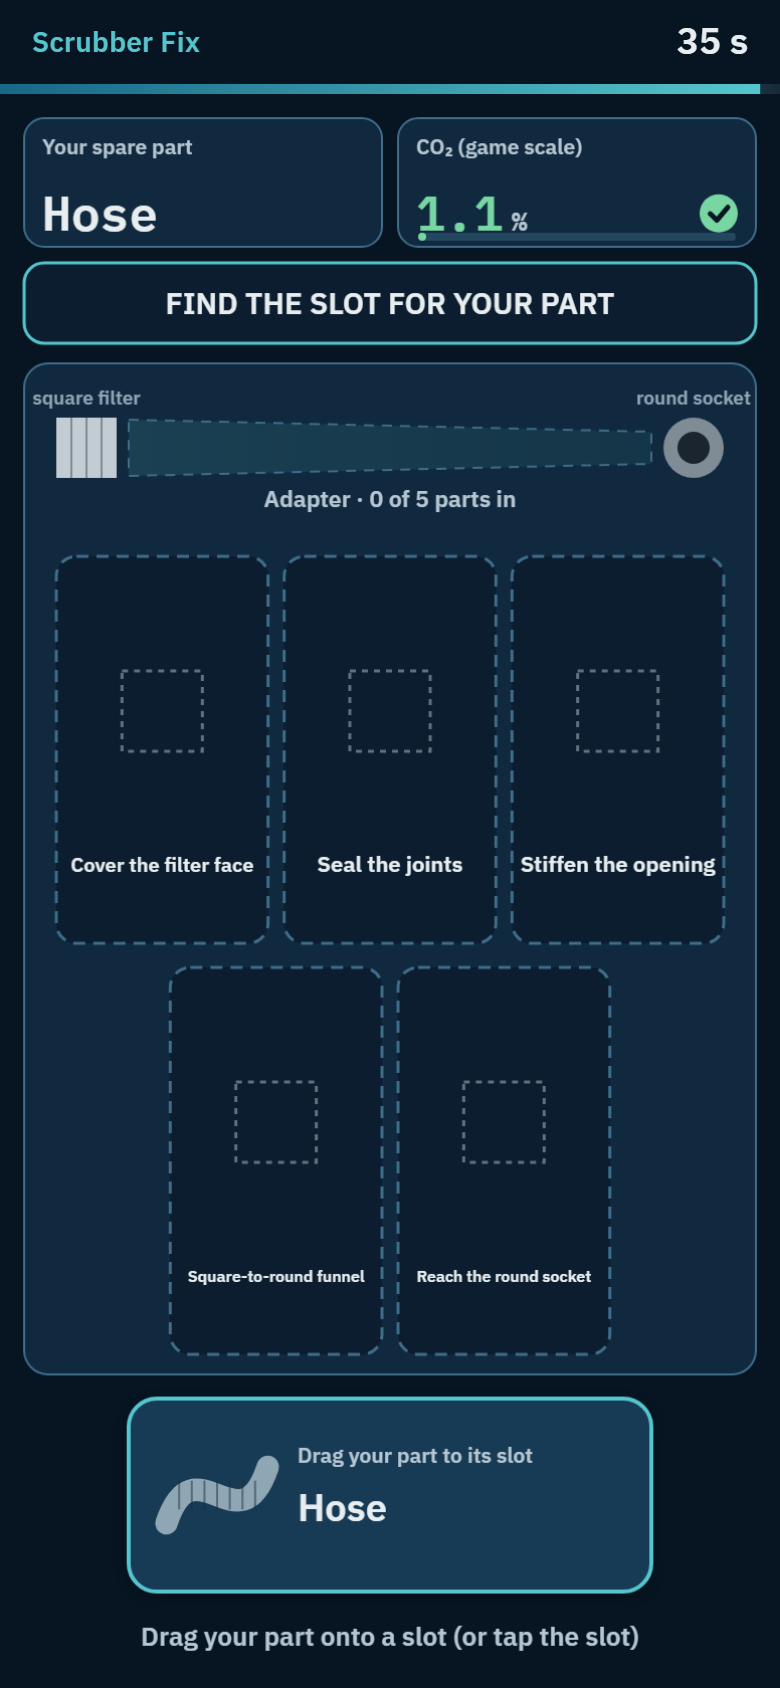 Scrubber Fix
35 s
Your spare part
Hose
CO₂ (game scale)
1.1 %
FIND THE SLOT FOR YOUR PART
square filter
round socket
Adapter · 0 of 5 parts in
Cover the filter face
Seal the joints
Stiffen the opening
Square-to-round funnel
Reach the round socket
Drag your part to its slot
Hose
Drag your part onto a slot (or tap the slot)